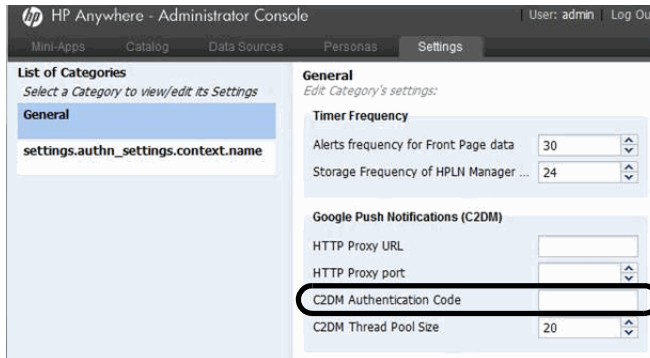 hp HP Anywhere - Administrator Console User: admin Log Ou
Mini-Apps Catalog Data Sources Personas Settings
List of Categories
Select a Category to view/edit its Settings
General
settings.authn_settings.context.name
General
Edit Category's settings:
Timer Frequency
Alerts frequency for Front Page data 30
Storage Frequency of HPLN Manager ... 24
Google Push Notifications (C2DM)
HTTP Proxy URL
HTTP Proxy port
C2DM Authentication Code
C2DM Thread Pool Size 20